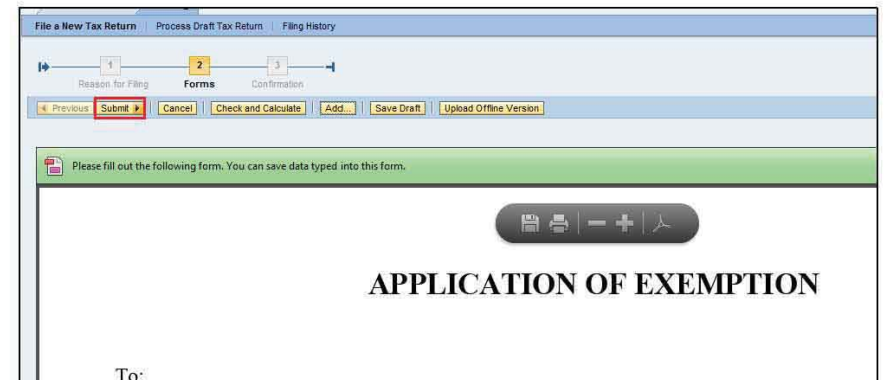 File a New Tax Return | Process Draft Tax Return | Filing History
1 2 3
Reason for Filing Forms Confirmation
Previous Submit Cancel Check and Calculate Add... Save Draft Upload Offline Version
Please fill out the following form. You can save data typed into this form.
APPLICATION OF EXEMPTION
To: